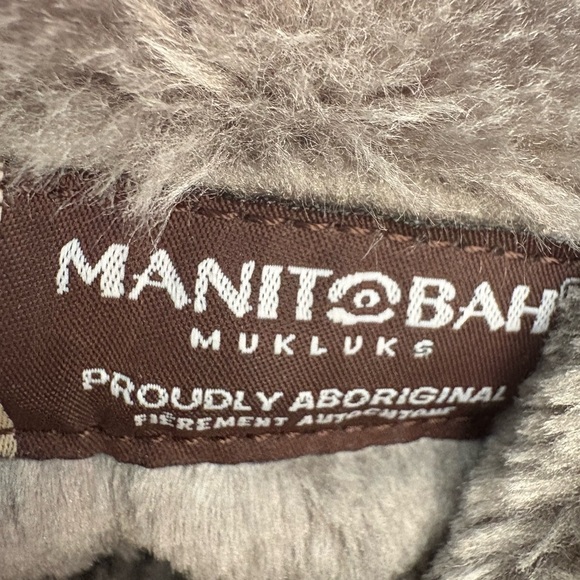 MANITOBAH
MUKLUKS
PROUDLY ABORIGINAL
FIÈREMENT AUTOCHTONE